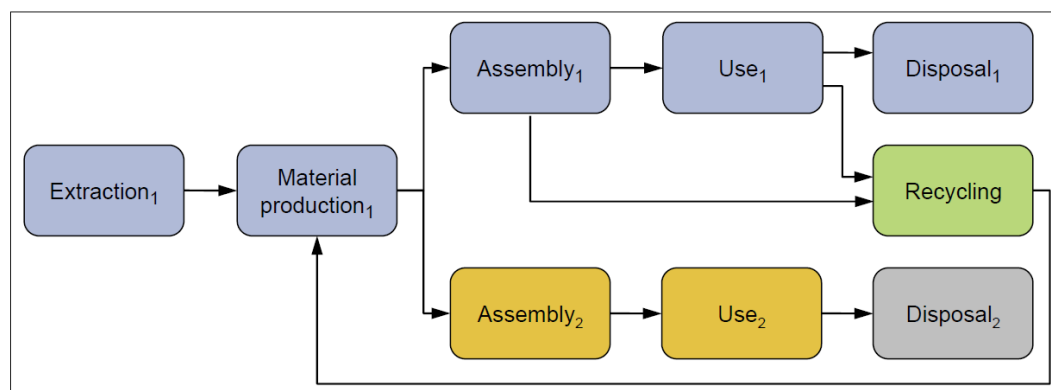 Assembly₁
Use₁
Disposal₁
Extraction₁
Material
production₁
Recycling
Assembly₂
Use₂
Disposal₂